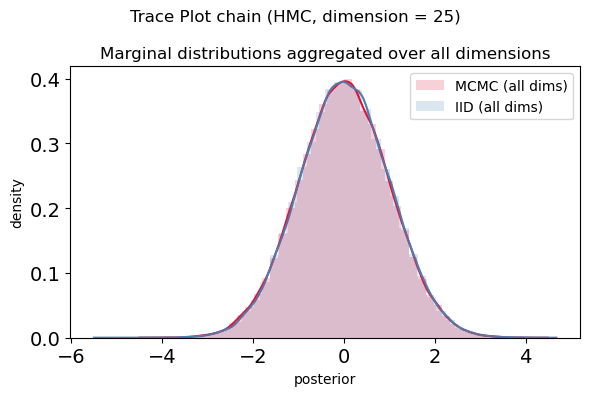 Trace Plot chain (HMC, dimension = 25)
Marginal distributions aggregated over all dimensions
MCMC (all dims)
IID (all dims)
density
0.4
0.3
0.2
0.1
0.0
−6 −4 −2 0 2 4
posterior